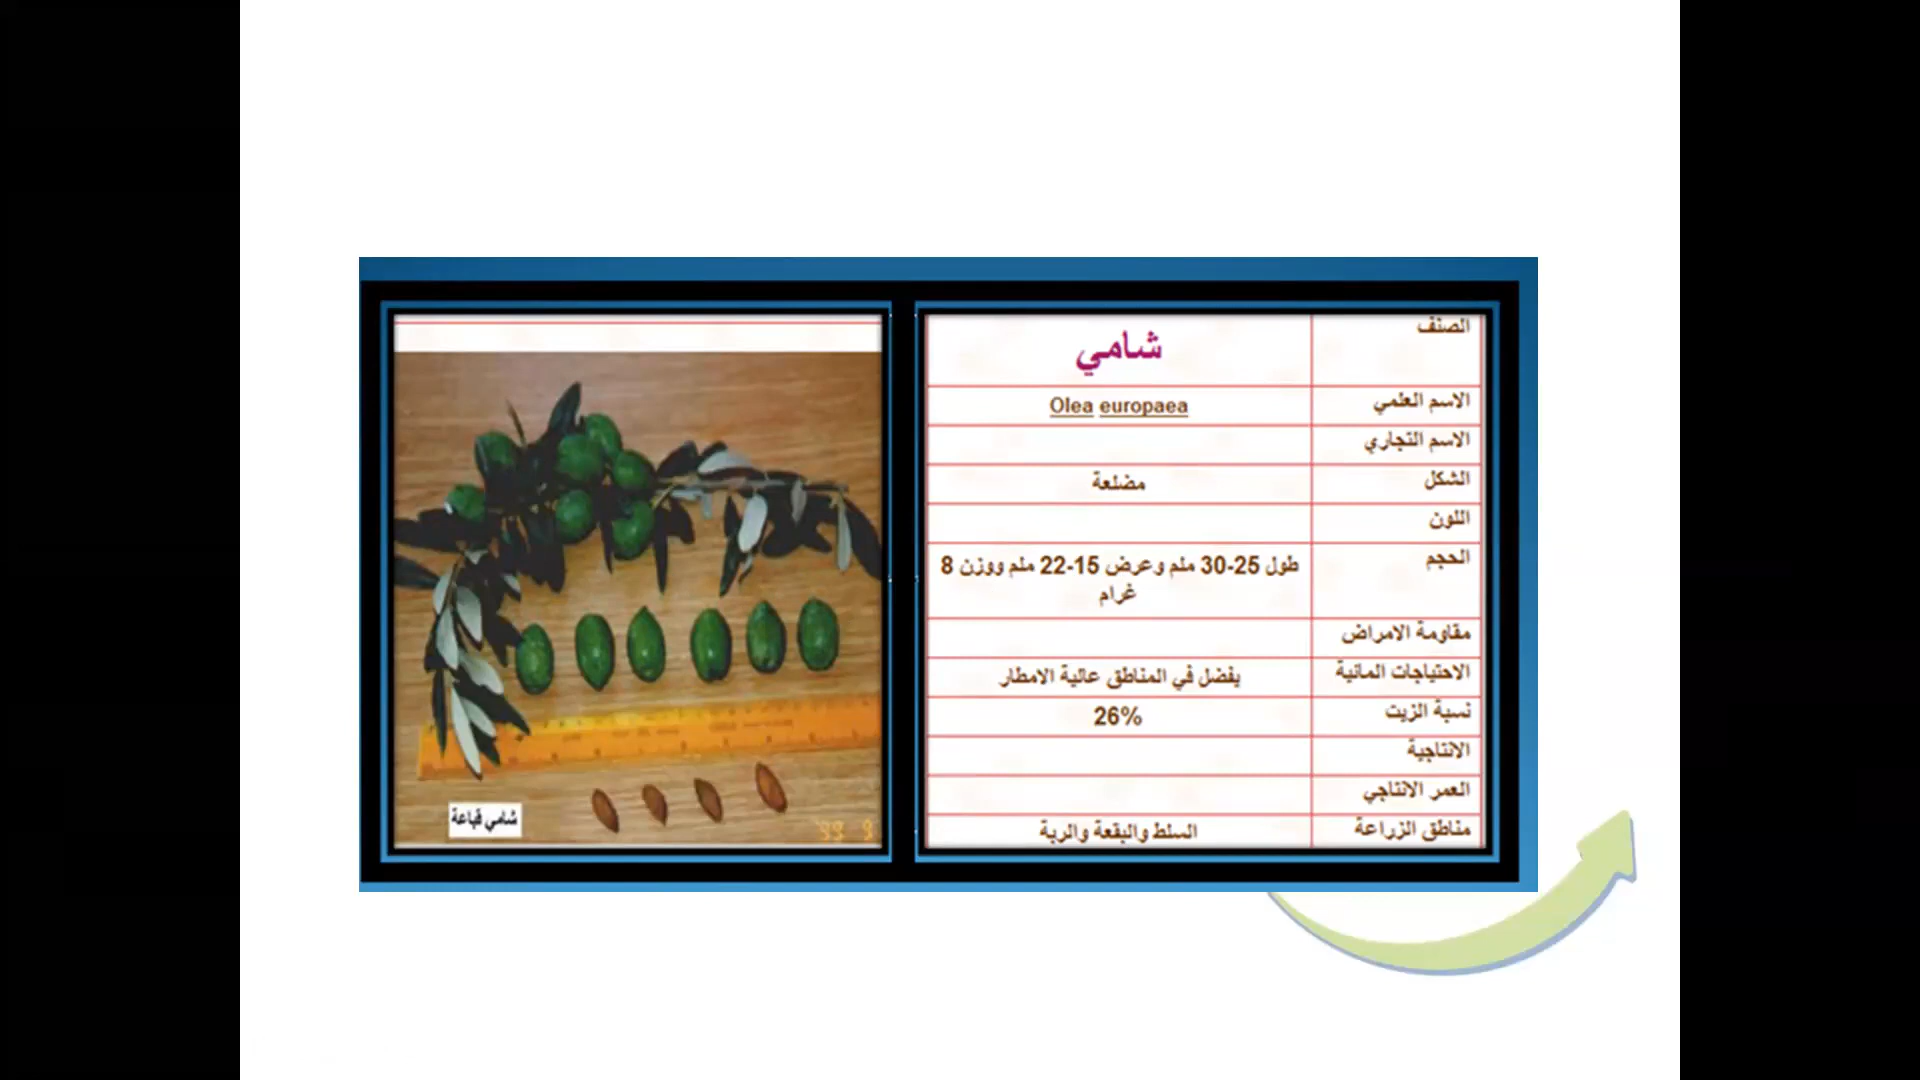 الصنف شامي
الاسم العلمي Olea europaea
الاسم التجاري
الشكل مضلعة
اللون
الحجم طول 25-30 ملم وعرض 15-22 ملم ووزن 8
غرام
مقاومة الامراض
الاحتياجات المائية يفضل في المناطق عالية الامطار
نسبة الزيت 26%
الانتاجية
العمر الانتاجي
مناطق الزراعة السلط والبقعة والربة
شامي قباعة